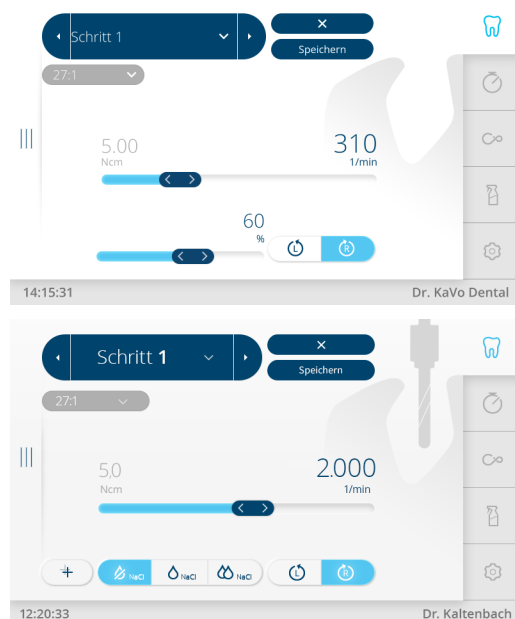 Schritt 1
×
Speichern
27:1
5.00
Ncm
310
1/min
60
%
L
R
14:15:31
Dr. KaVo Dental
Schritt 1
×
Speichern
27:1
5,0
Ncm
2.000
1/min
+
NaCl
NaCl
NaCl
L
R
12:20:33
Dr. Kaltenbach